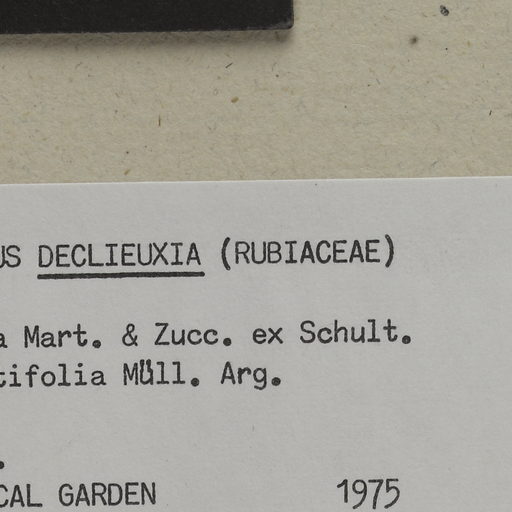 US DECLIEUXIA (RUBIACEAE)
a Mart. & Zucc. ex Schult.
tifolia Müll. Arg.
.
CAL GARDEN 1975